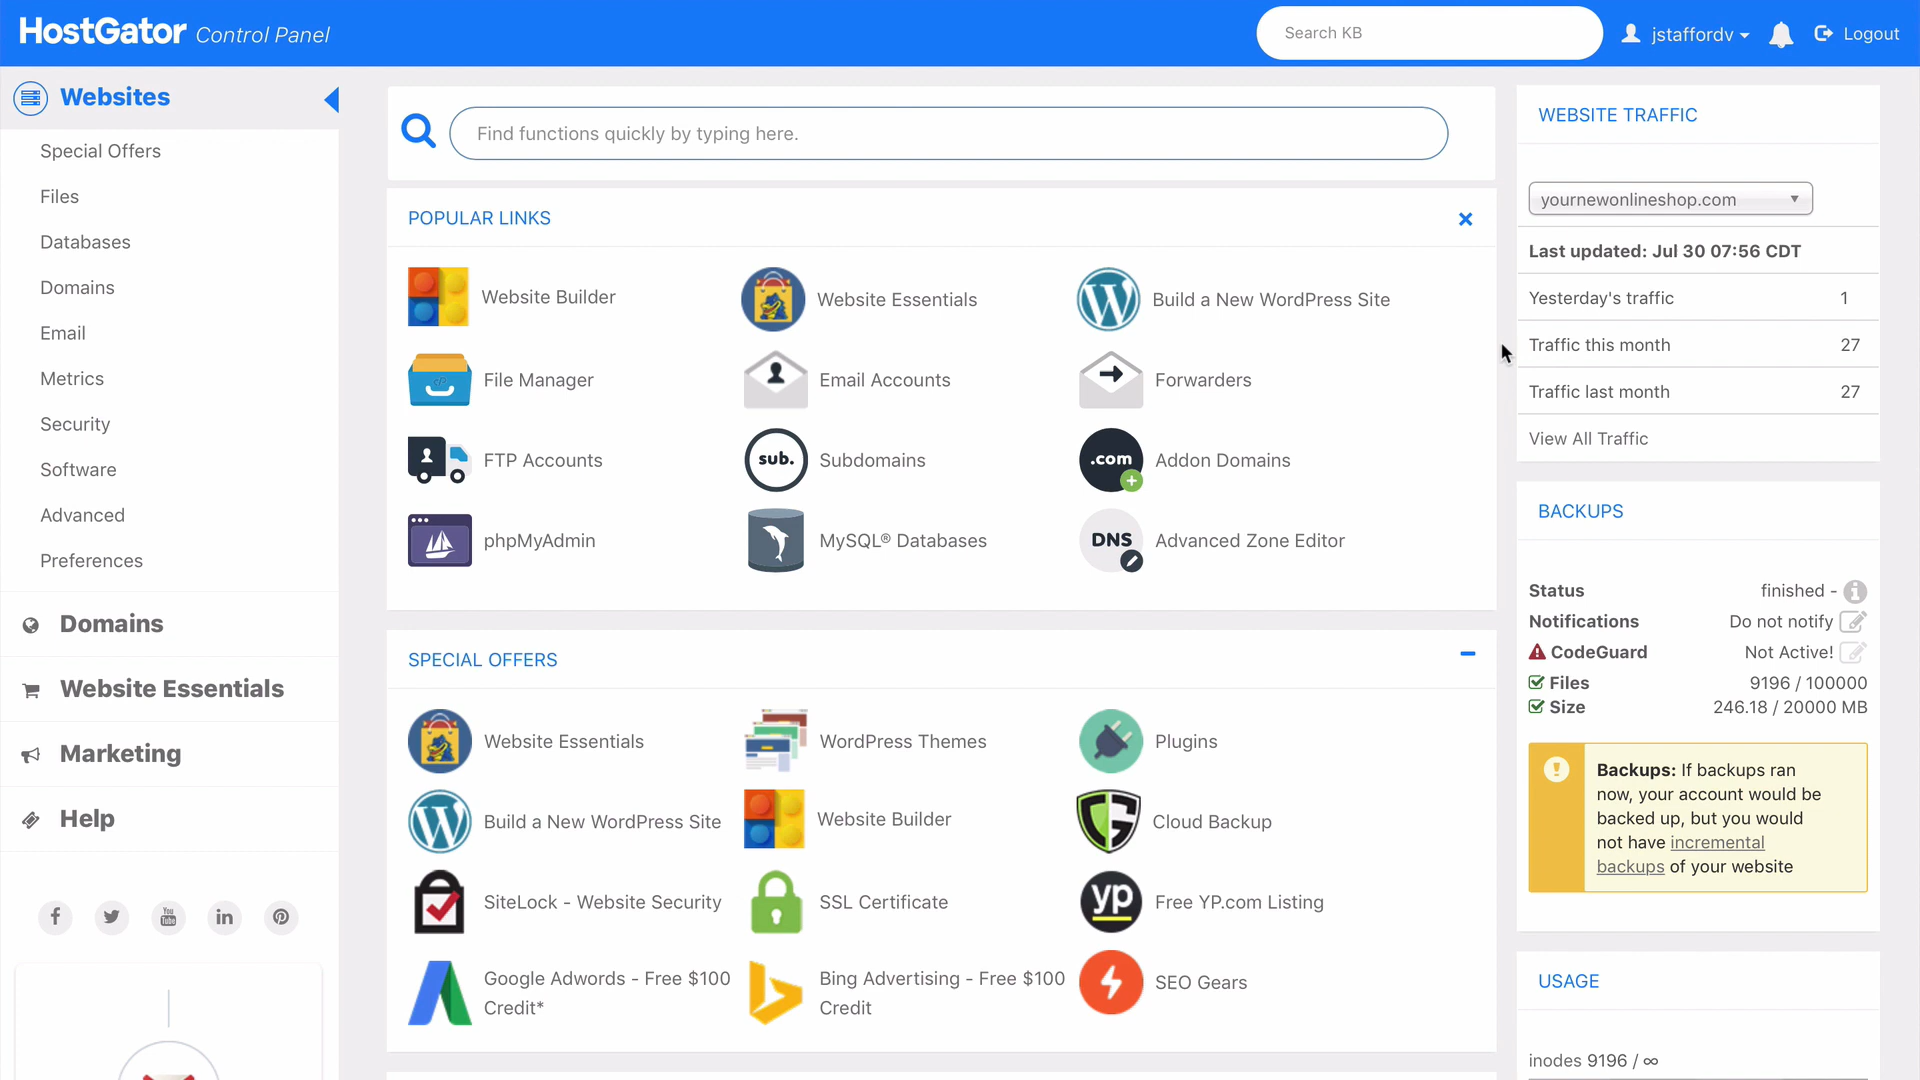 HostGator Control Panel
Search KB
jstaffordv
Logout
Websites
Special Offers
Files
Databases
Domains
Email
Metrics
Security
Software
Advanced
Preferences
Domains
Website Essentials
Marketing
Help
Find functions quickly by typing here.
POPULAR LINKS
Website Builder
Website Essentials
Build a New WordPress Site
cP
File Manager
Email Accounts
Forwarders
FTP Accounts
sub.
Subdomains
.com
Addon Domains
phpMyAdmin
MySQL® Databases
DNS
Advanced Zone Editor
SPECIAL OFFERS
Website Essentials
WordPress Themes
Plugins
Build a New WordPress Site
Website Builder
Cloud Backup
SiteLock - Website Security
SSL Certificate
yp
Free YP.com Listing
Google Adwords - Free $100
Credit*
Bing Advertising - Free $100
Credit
SEO Gears
WEBSITE TRAFFIC
yournewonlineshop.com
Last updated: Jul 30 07:56 CDT
Yesterday's traffic 1
Traffic this month 27
Traffic last month 27
View All Traffic
BACKUPS
Status finished -
Notifications Do not notify
CodeGuard Not Active!
Files 9196 / 100000
Size 246.18 / 20000 MB
Backups: If backups ran
now, your account would be
backed up, but you would
not have incremental
backups of your website
USAGE
inodes 9196 / ∞